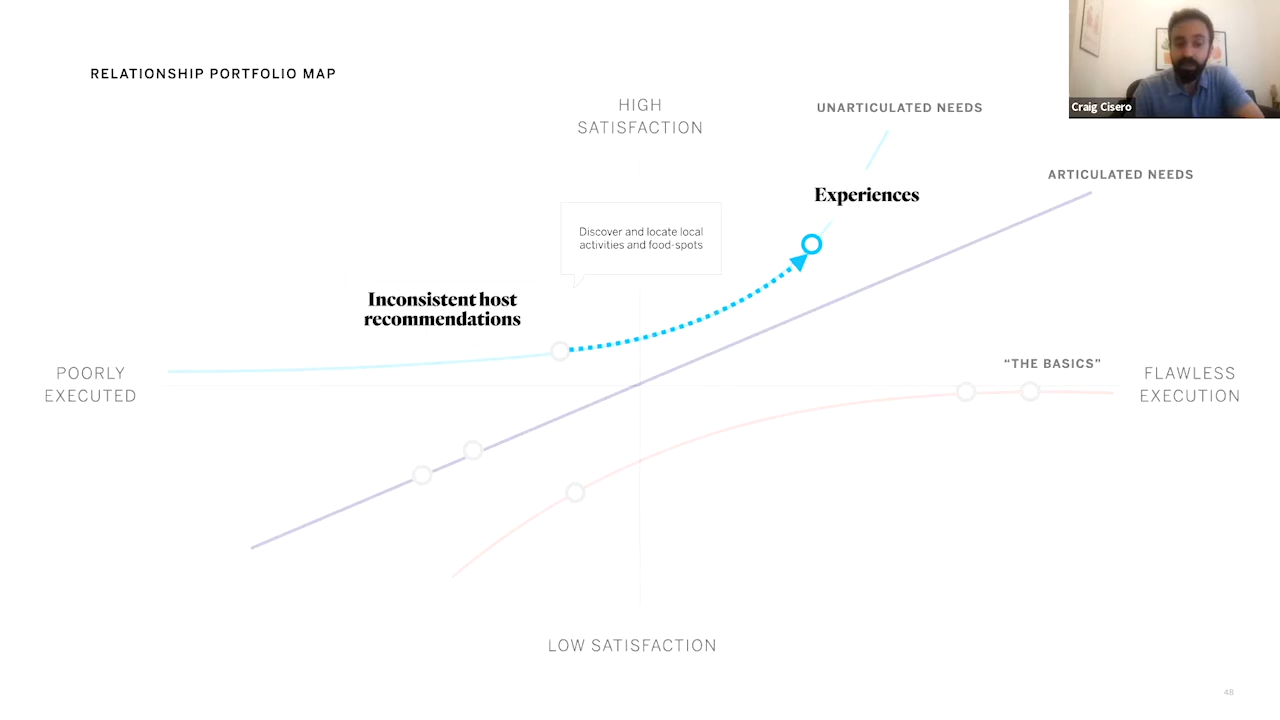 RELATIONSHIP PORTFOLIO MAP
Craig Cisero
HIGH
SATISFACTION
UNARTICULATED NEEDS
ARTICULATED NEEDS
Experiences
Discover and locate local
activities and food-spots
Inconsistent host
recommendations
POORLY
EXECUTED
“THE BASICS”
FLAWLESS
EXECUTION
LOW SATISFACTION
48